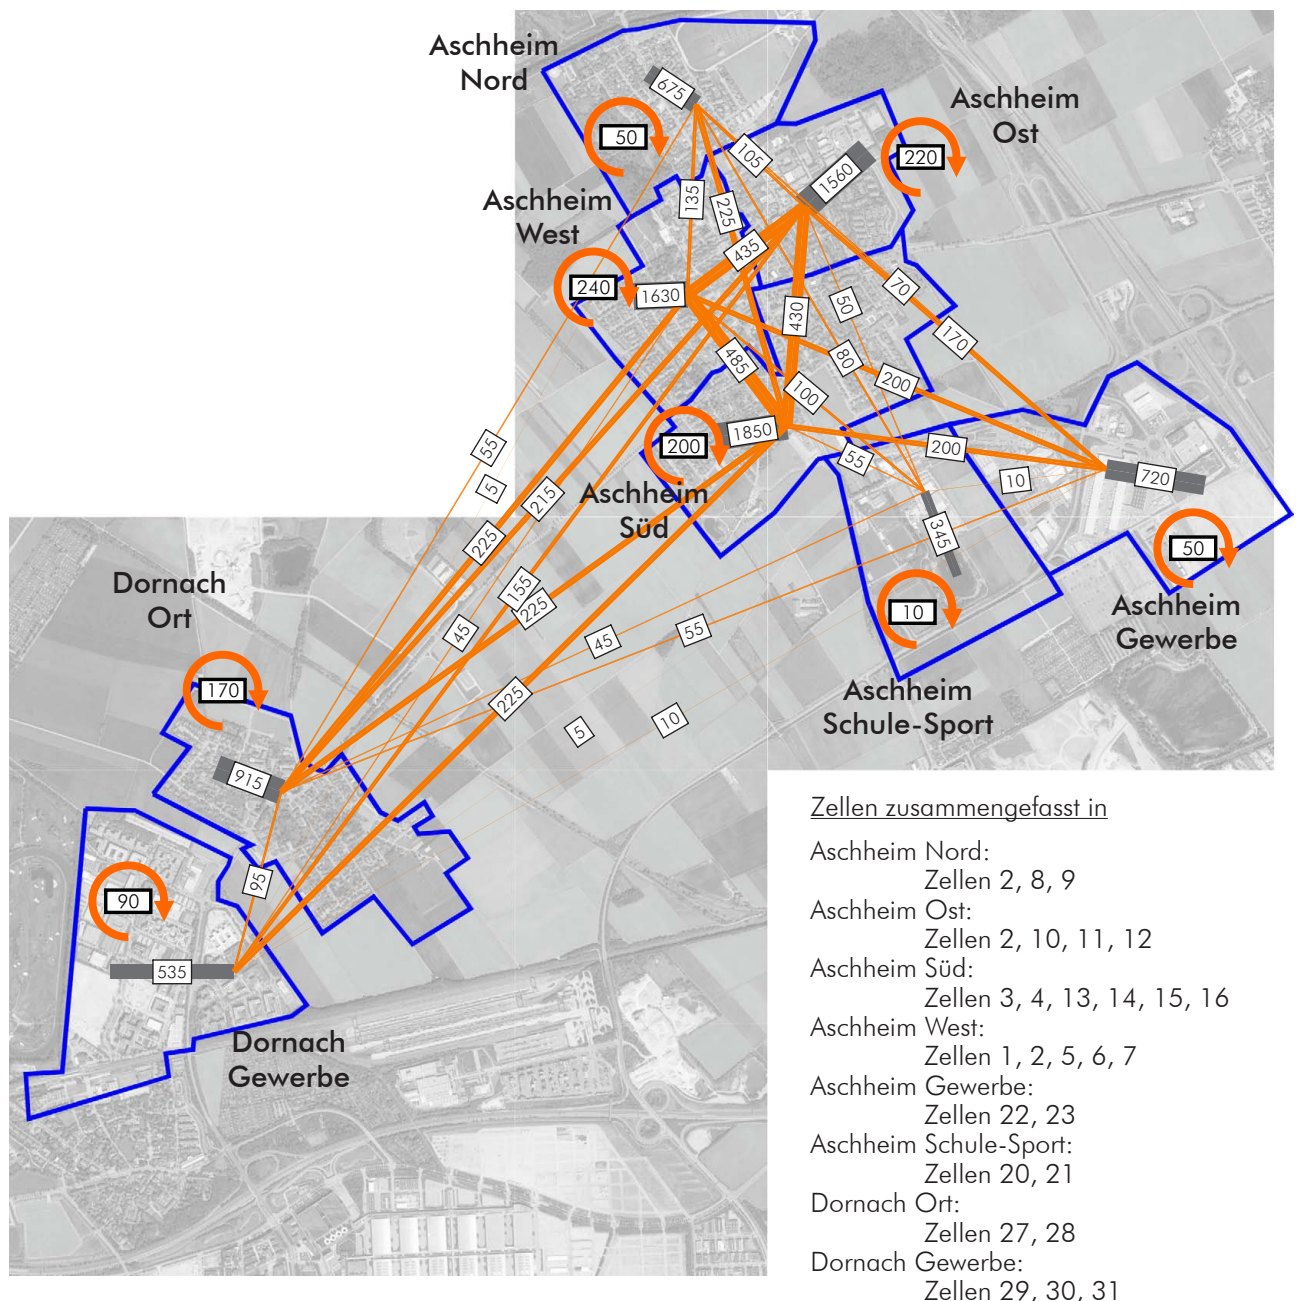 Aschheim
Nord
Aschheim
Ost
675
50
105
1560
220
135
225
Aschheim
West
435
240
1630
70
50
430
170
485
80
200
100
1850
200
55
200
55
10
720
5
215
Aschheim
Süd
225
345
50
Dornach
Ort
155
225
10
Aschheim
Gewerbe
45
45
55
170
225
Aschheim
Schule-Sport
5
10
915
95
90
535
Dornach
Gewerbe
Zellen zusammengefasst in
Aschheim Nord:
Zellen 2, 8, 9
Aschheim Ost:
Zellen 2, 10, 11, 12
Aschheim Süd:
Zellen 3, 4, 13, 14, 15, 16
Aschheim West:
Zellen 1, 2, 5, 6, 7
Aschheim Gewerbe:
Zellen 22, 23
Aschheim Schule-Sport:
Zellen 20, 21
Dornach Ort:
Zellen 27, 28
Dornach Gewerbe:
Zellen 29, 30, 31